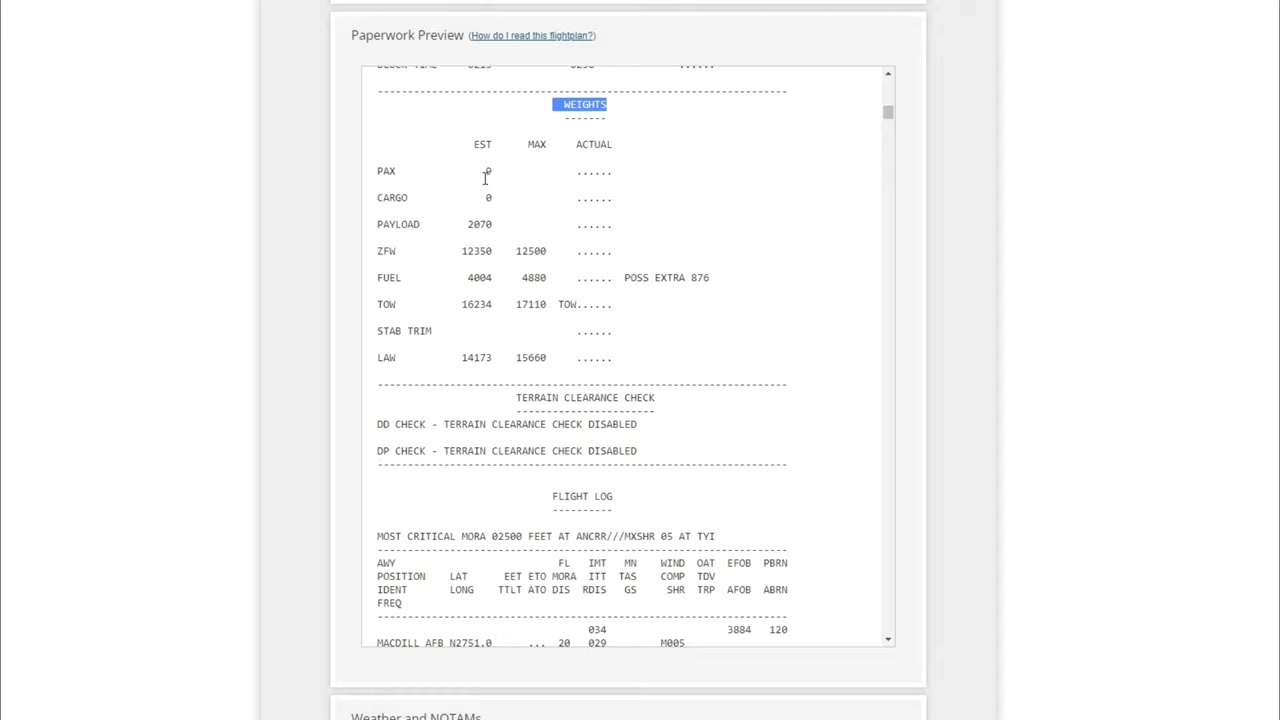 Paperwork Preview (How do I read this flightplan?)
WEIGHTS
EST MAX ACTUAL
PAX 9 ......
CARGO 0 ......
PAYLOAD 2070 ......
ZFW 12350 12500 ......
FUEL 4004 4880 ...... POSS EXTRA 876
TOW 16234 17110 TOW......
STAB TRIM ......
LAW 14173 15660 ......
TERRAIN CLEARANCE CHECK
DD CHECK - TERRAIN CLEARANCE CHECK DISABLED
DP CHECK - TERRAIN CLEARANCE CHECK DISABLED
FLIGHT LOG
MOST CRITICAL MORA 02500 FEET AT ANCRR///MXSHR 05 AT TYI
AWY FL IMT MN WIND OAT EFOB PBRN
POSITION LAT EET ETO MORA ITT TAS COMP TDV
IDENT LONG TTLT ATO DIS RDIS GS SHR TRP AFOB ABRN
FREQ
034 3884 120
MACDILL AFB N2751.0 ... 20 029 M005
Weather and NOTAMs